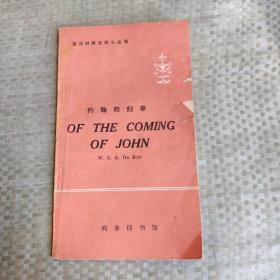 英汉对照文学小丛书
约翰的归来
OF THE COMING
OF JOHN
W. E. B. Du Bois
商务印书馆